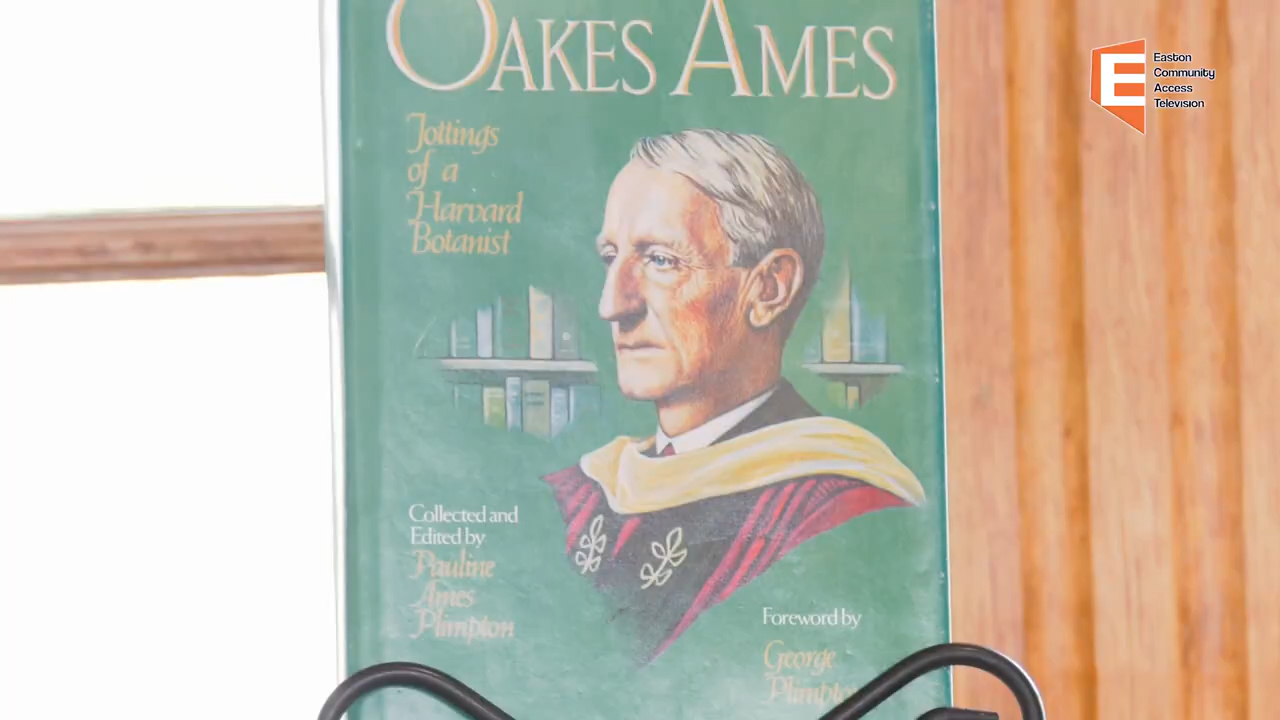 OAKES AMES
Jottings
of a
Harvard
Botanist
Collected and
Edited by
Pauline
Ames
Plimpton
Foreword by
George
Plimpton
E
Easton
Community
Access
Television